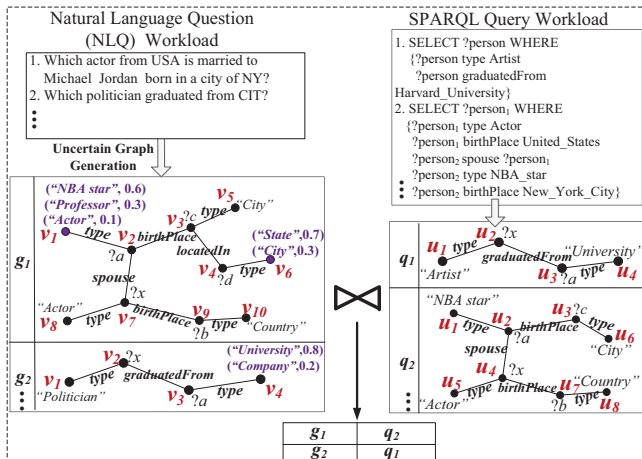 Natural Language Question
(NLQ) Workload
1. Which actor from USA is married to
Michael Jordan born in a city of NY?
2. Which politician graduated from CIT?
⋮
Uncertain Graph
Generation
SPARQL Query Workload
1. SELECT ?person WHERE
{?person type Artist
?person graduatedFrom
Harvard_University}
2. SELECT ?person₁ WHERE
{?person₁ type Actor
?person₁ birthPlace United_States
?person₂ spouse ?person₁
?person₂ type NBA_star
⋮ ?person₂ birthPlace New_York_City}
g₁
(“NBA star”, 0.6)
(“Professor”, 0.3)
(“Actor”, 0.1)
v₁ type v₂ ?a birthPlace v₃ ?c type v₅ “City”
locatedIn v₄ ?d type v₆
(“State”, 0.7)
(“City”, 0.3)
spouse
“Actor” v₈ type v₇ ?x birthPlace v₉ ?b type v₁₀ “Country”
g₂
⋮
v₁ “Politician” type v₂ ?x graduatedFrom v₃ ?a type v₄
(“University”,0.8)
(“Company”,0.2)
q₁
u₁ “Artist” type u₂ ?x graduatedFrom u₃ ?a type “University” u₄
q₂
⋮
“NBA star” u₁ type u₂ ?a birthPlace u₃ ?c type u₆ “City”
spouse
u₅ “Actor” type u₄ ?x birthPlace u₇ ?b type “Country” u₈
g₁ q₂
g₂ q₁